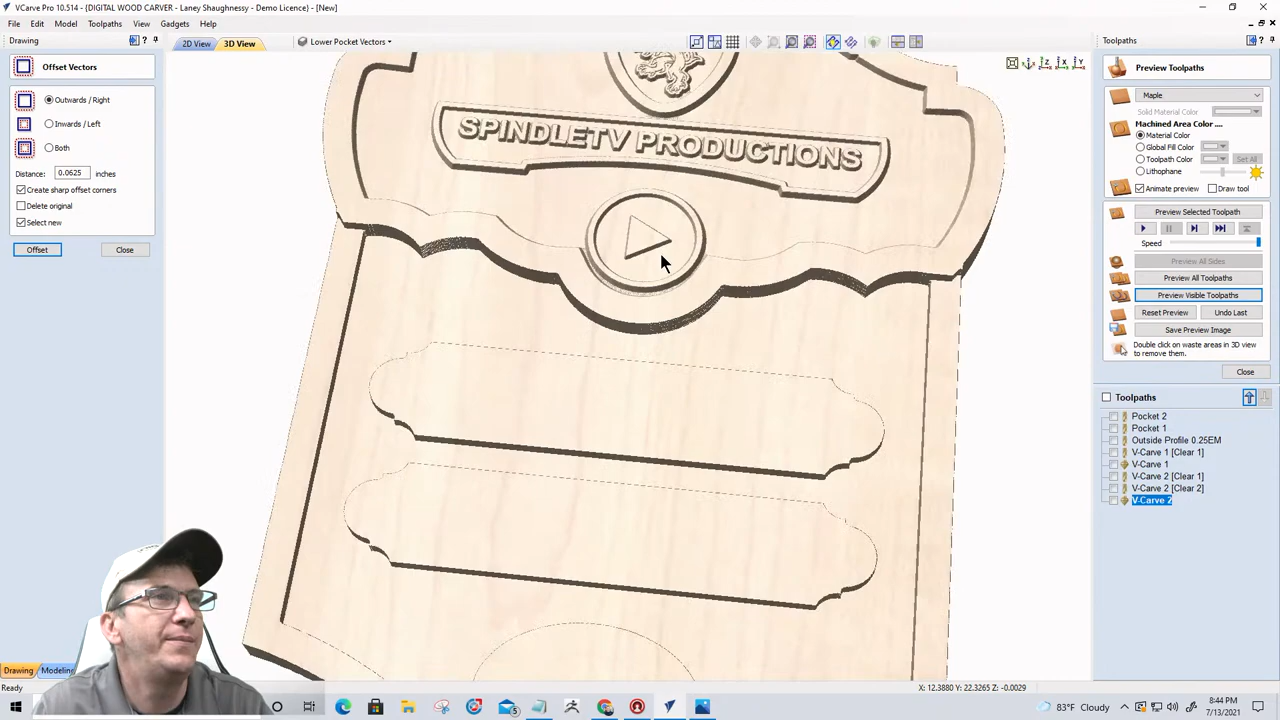 VCarve Pro 10.514 - {DIGITAL WOOD CARVER - Laney Shaughnessy - Demo Licence} - [New]
File Edit Model Toolpaths View Gadgets Help
Drawing
2D View 3D View Lower Pocket Vectors
Toolpaths
Offset Vectors
Outwards / Right
Inwards / Left
Both
Distance: 0.0625 inches
Create sharp offset corners
Delete original
Select new
Offset Close
SPINDLETV PRODUCTIONS
Preview Toolpaths
Maple
Solid Material Color
Machined Area Color ...
Material Color
Global Fill Color
Toolpath Color Set All
Lithophane
Animate preview Draw tool
Preview Selected Toolpath
Speed
Preview All Sides
Preview All Toolpaths
Preview Visible Toolpaths
Reset Preview Undo Last
Save Preview Image
Double click on waste areas in 3D view
to remove them.
Close
Toolpaths
Pocket 2
Pocket 1
Outside Profile 0.25EM
V-Carve 1 [Clear 1]
V-Carve 1
V-Carve 2 [Clear 1]
V-Carve 2 [Clear 2]
V-Carve 2
Drawing Modeling
Ready
X: 12.3880 Y: 22.3265 Z: -0.0029
5
83°F Cloudy
8:44 PM
7/13/2021